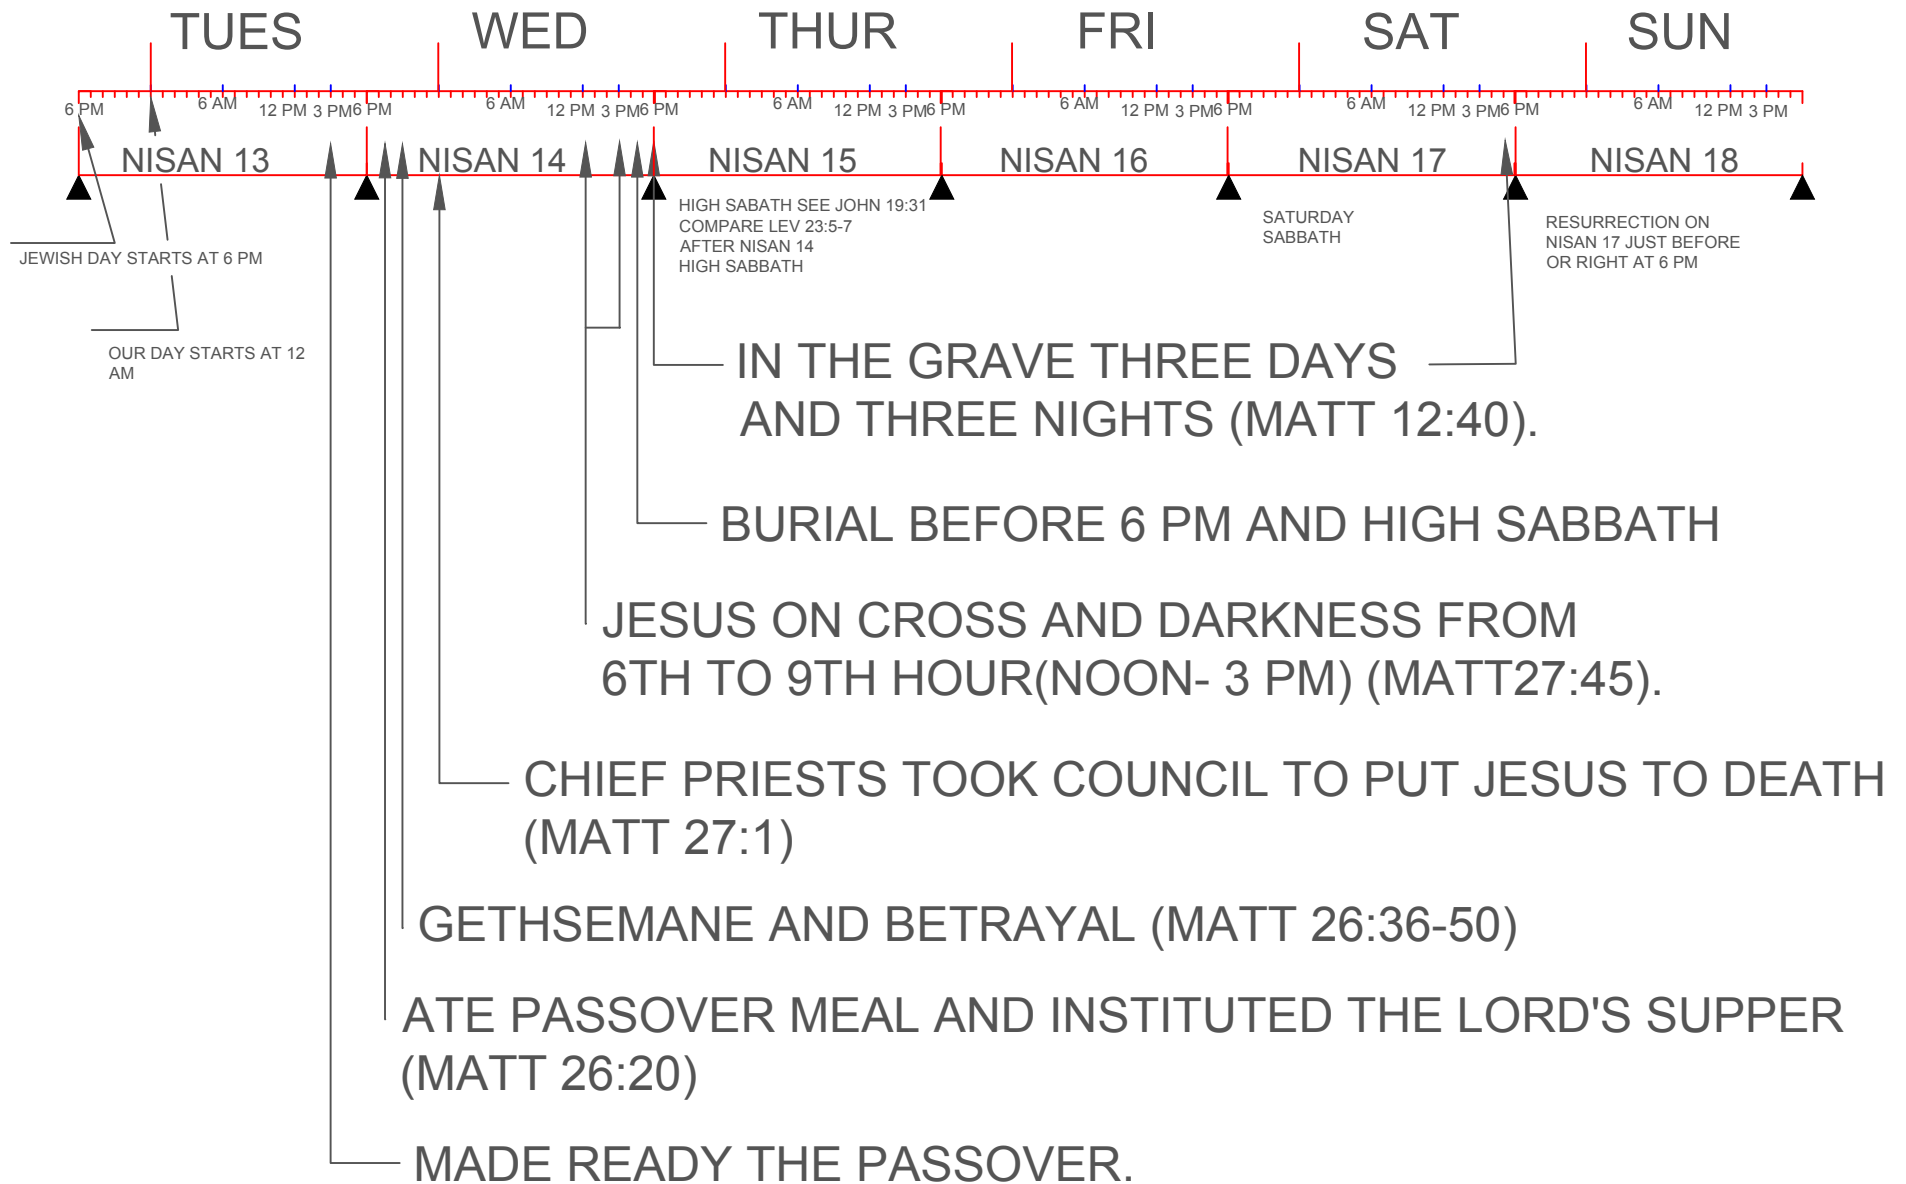 TUES WED THUR FRI SAT SUN
6 PM 6 AM 12 PM 3 PM 6 PM 6 AM 12 PM 3 PM 6 PM 6 AM 12 PM 3 PM 6 PM 6 AM 12 PM 3 PM 6 PM 6 AM 12 PM 3 PM 6 PM 6 AM 12 PM 3 PM
NISAN 13 NISAN 14 NISAN 15 NISAN 16 NISAN 17 NISAN 18
JEWISH DAY STARTS AT 6 PM
OUR DAY STARTS AT 12
AM
HIGH SABATH SEE JOHN 19:31
COMPARE LEV 23:5-7
AFTER NISAN 14
HIGH SABBATH
SATURDAY
SABBATH
RESURRECTION ON
NISAN 17 JUST BEFORE
OR RIGHT AT 6 PM
IN THE GRAVE THREE DAYS
AND THREE NIGHTS (MATT 12:40).
BURIAL BEFORE 6 PM AND HIGH SABBATH
JESUS ON CROSS AND DARKNESS FROM
6TH TO 9TH HOUR(NOON- 3 PM) (MATT27:45).
CHIEF PRIESTS TOOK COUNCIL TO PUT JESUS TO DEATH
(MATT 27:1)
GETHSEMANE AND BETRAYAL (MATT 26:36-50)
ATE PASSOVER MEAL AND INSTITUTED THE LORD'S SUPPER
(MATT 26:20)
MADE READY THE PASSOVER.